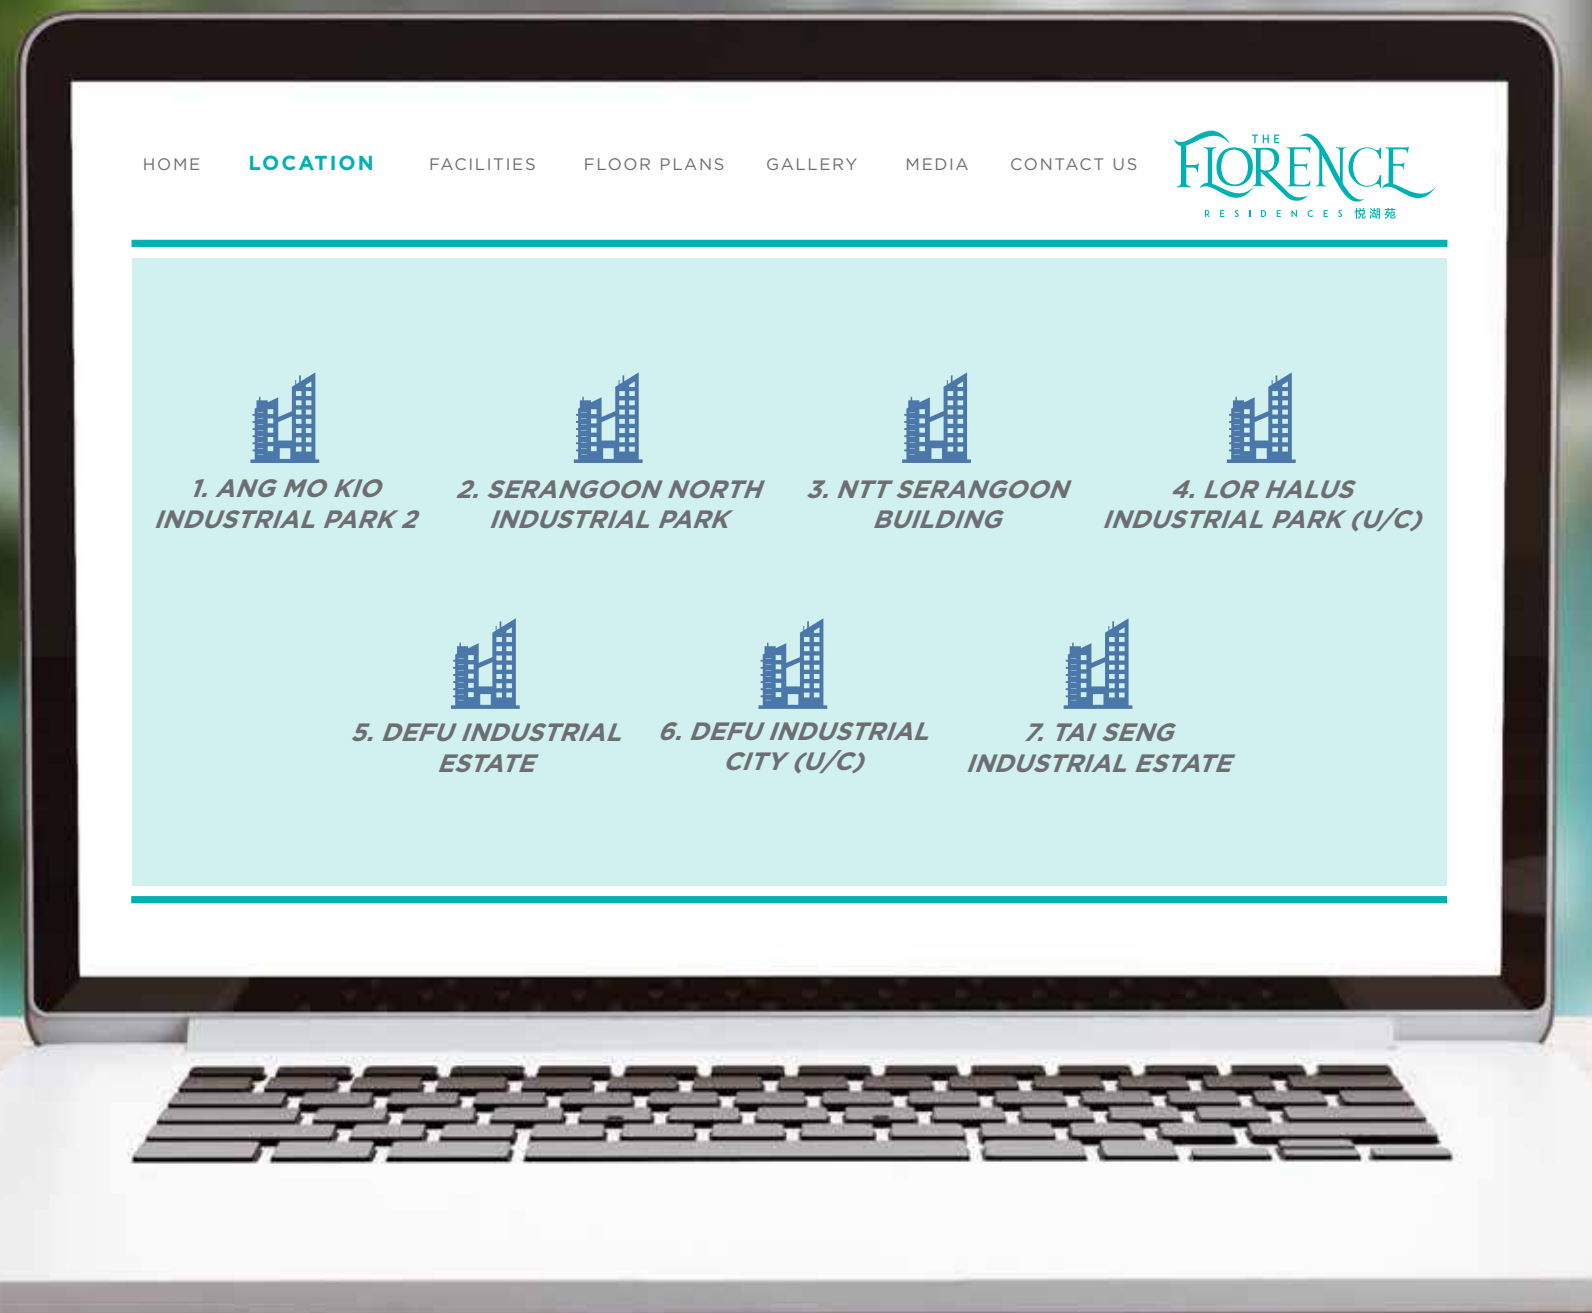 HOME LOCATION FACILITIES FLOOR PLANS GALLERY MEDIA CONTACT US
THE
FLORENCE
RESIDENCES 悦湖苑
1. ANG MO KIO
INDUSTRIAL PARK 2
2. SERANGOON NORTH
INDUSTRIAL PARK
3. NTT SERANGOON
BUILDING
4. LOR HALUS
INDUSTRIAL PARK (U/C)
5. DEFU INDUSTRIAL
ESTATE
6. DEFU INDUSTRIAL
CITY (U/C)
7. TAI SENG
INDUSTRIAL ESTATE